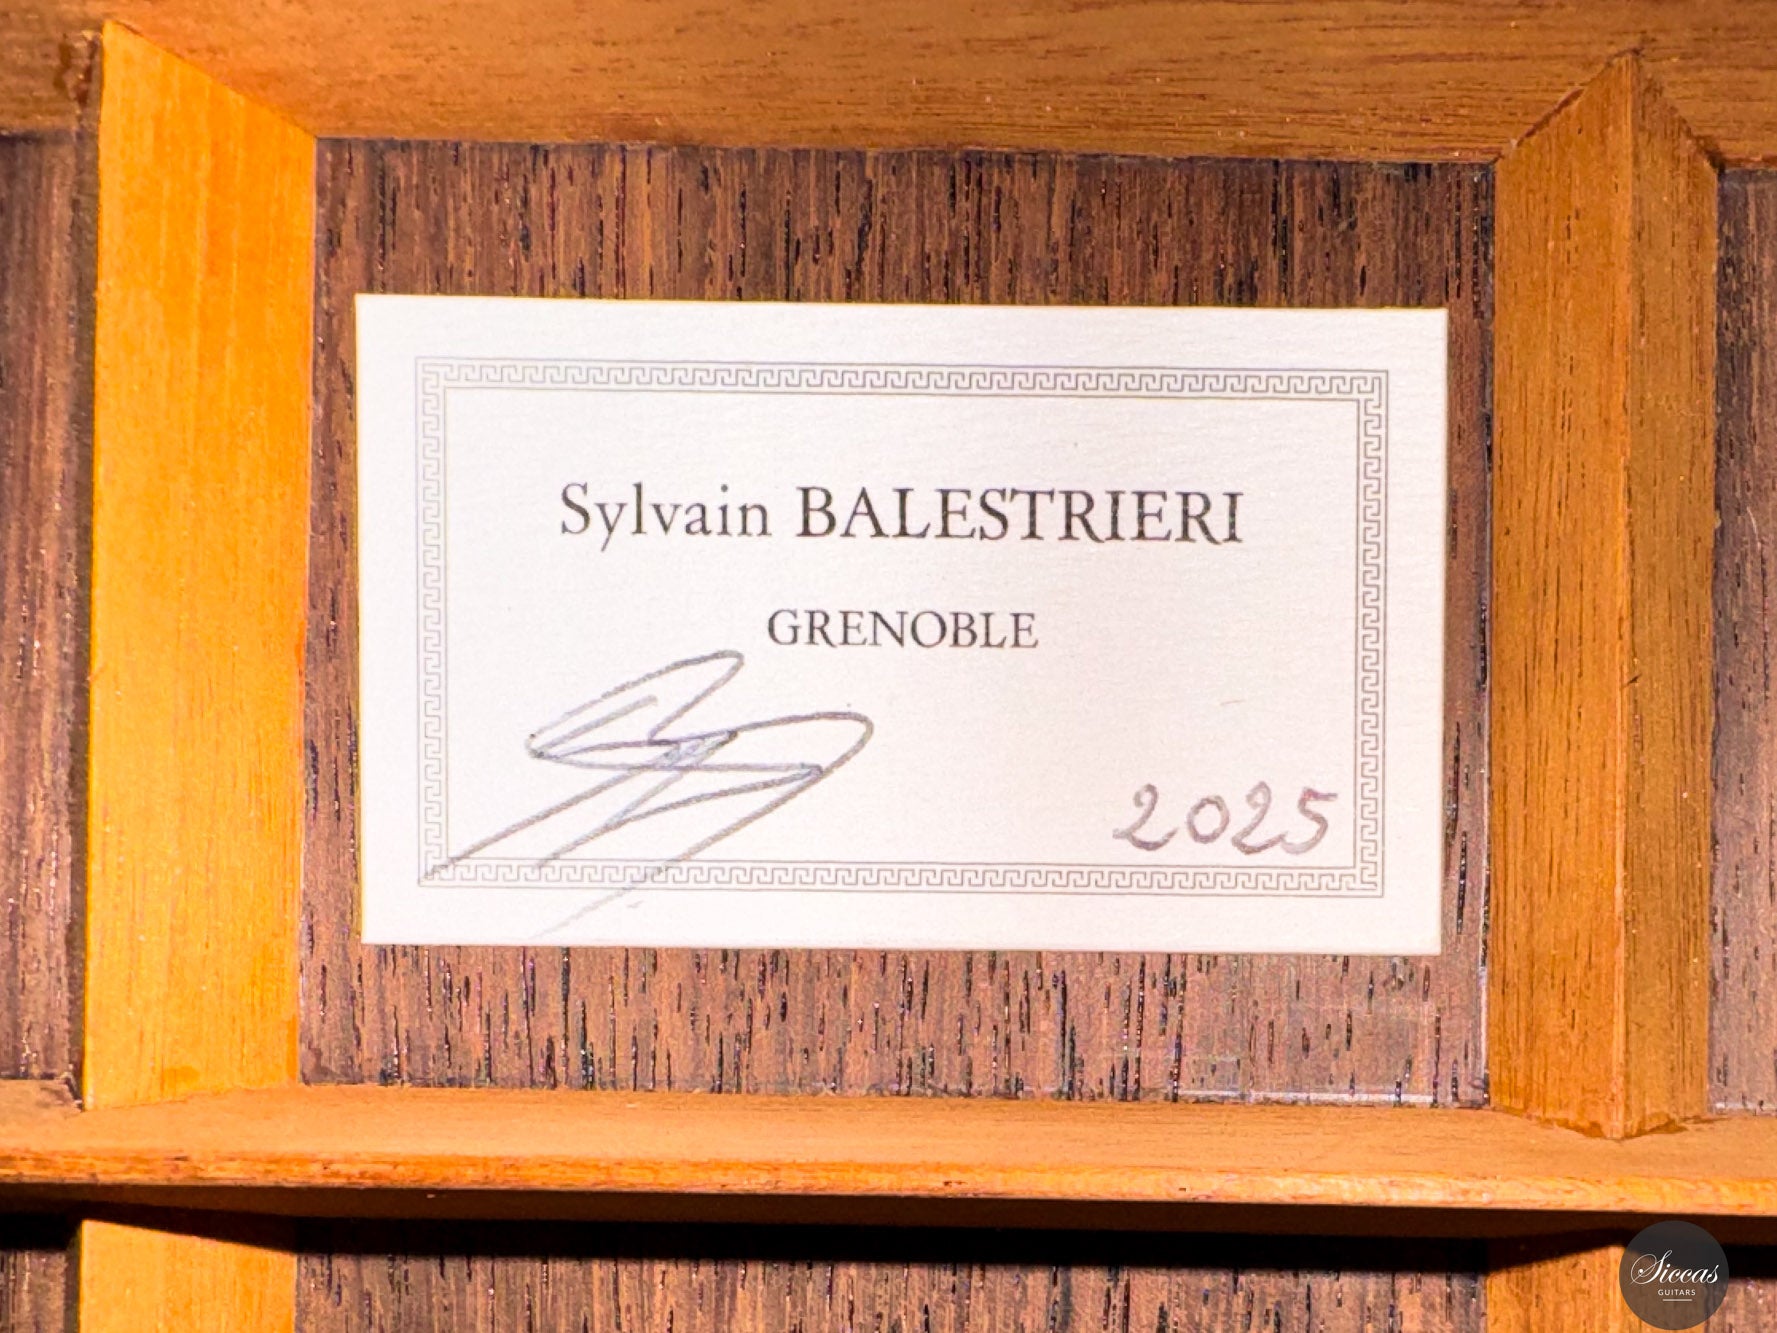 Sylvain BALESTRIERI
GRENOBLE
2025
Siccas
GUITARS